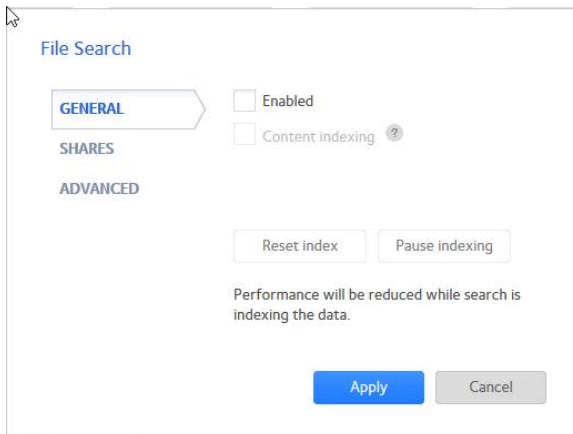 File Search
GENERAL
SHARES
ADVANCED
Enabled
Content indexing ?
Reset index
Pause indexing
Performance will be reduced while search is
indexing the data.
Apply
Cancel